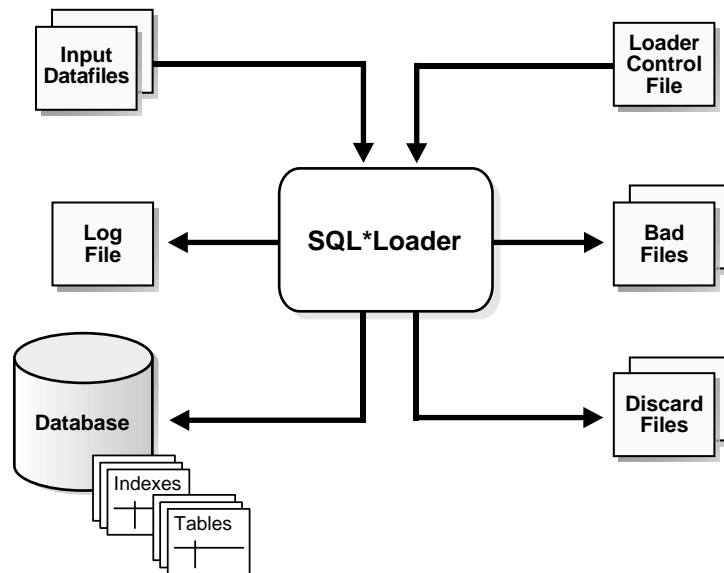 Input
Datafiles
Loader
Control
File
Log
File
SQL*Loader
Bad
Files
Database
Discard
Files
Indexes
Tables